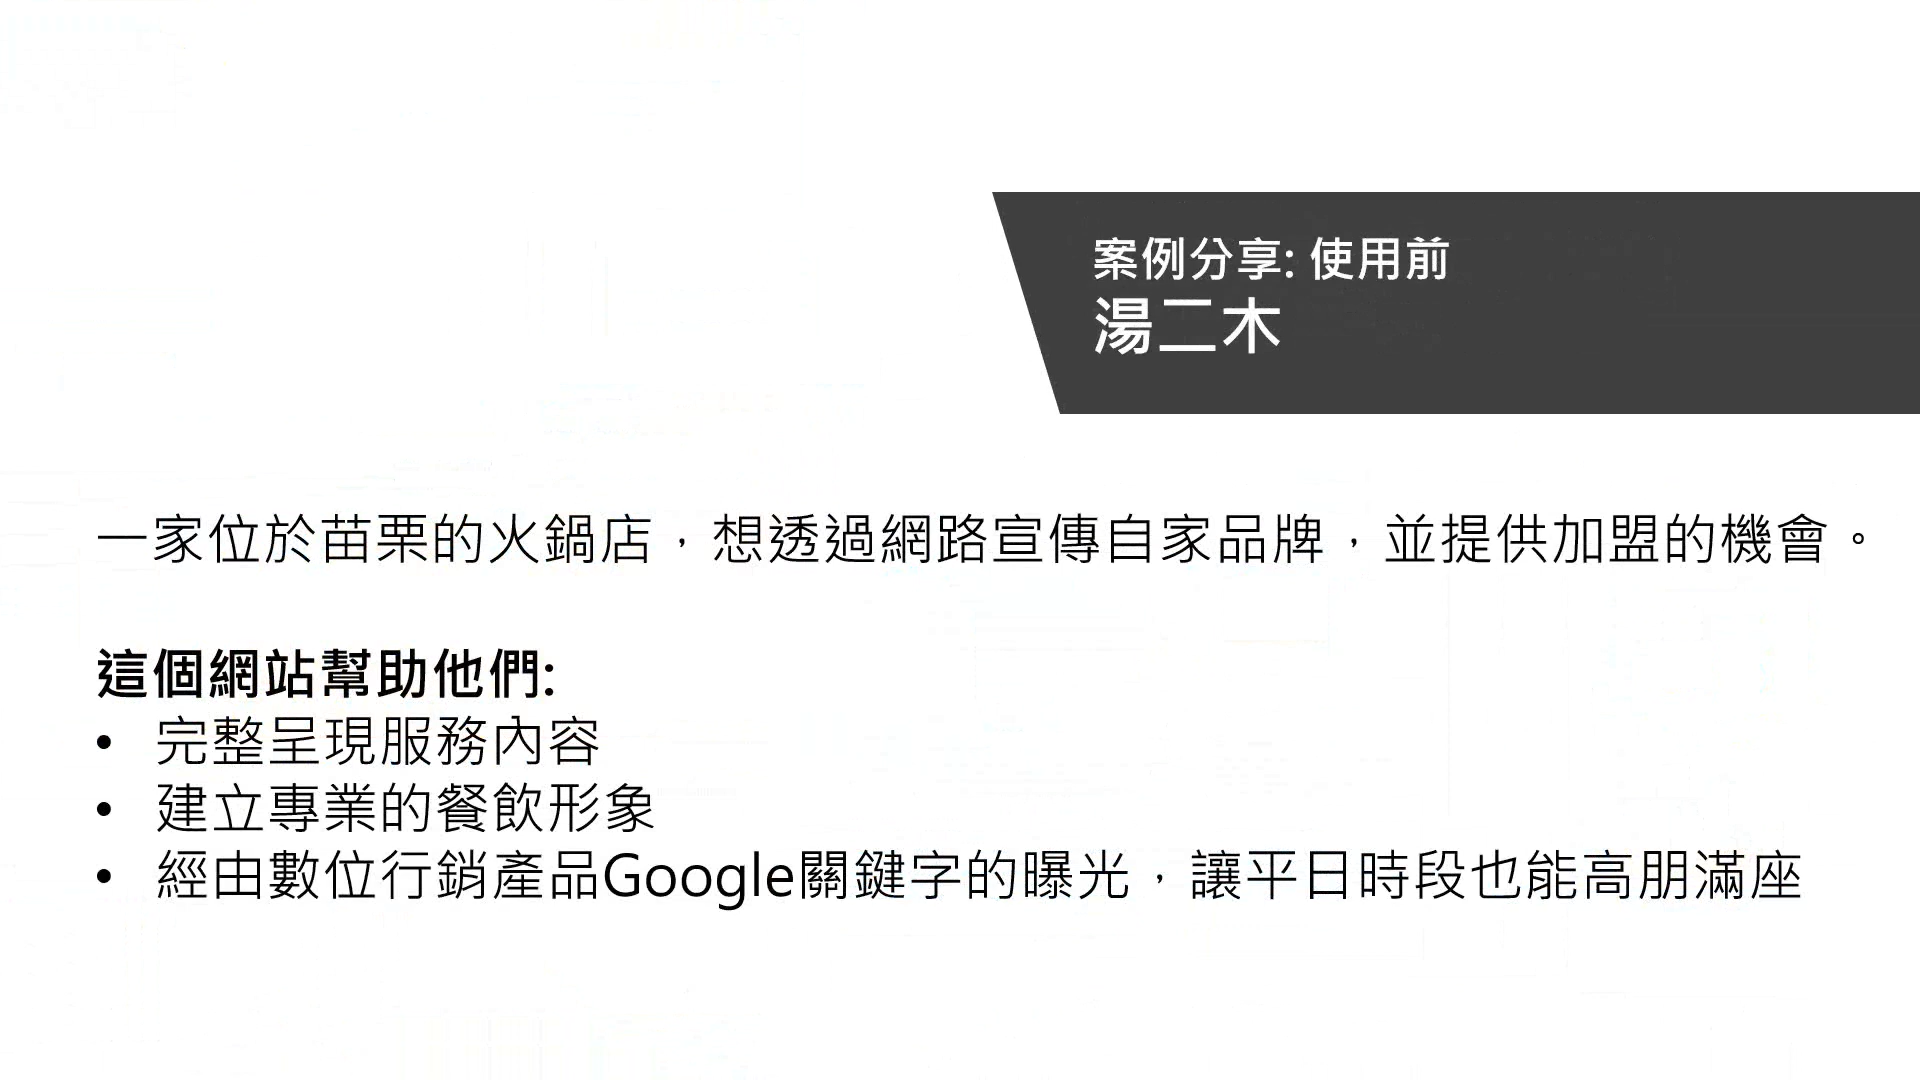 案例分享: 使用前
湯二木
一家位於苗栗的火鍋店，想透過網路宣傳自家品牌，並提供加盟的機會。
這個網站幫助他們:
• 完整呈現服務內容
• 建立專業的餐飲形象
• 經由數位行銷產品Google關鍵字的曝光，讓平日時段也能高朋滿座